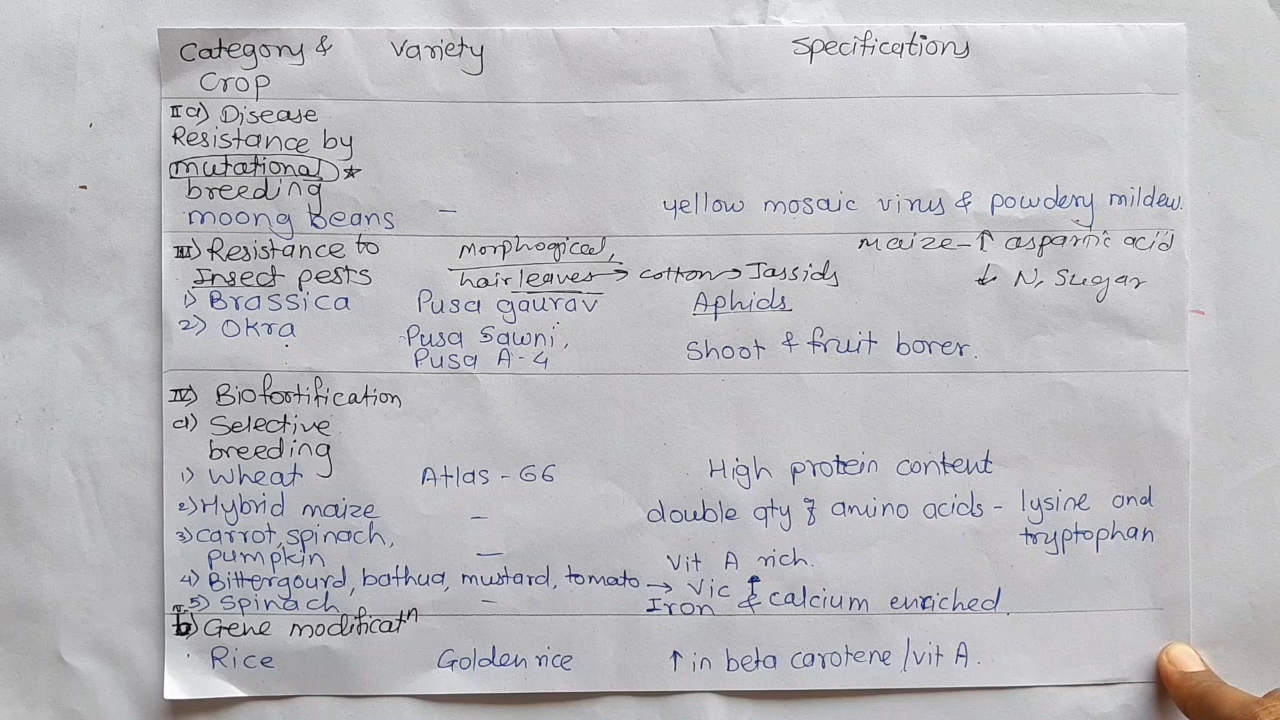 Category & Variety Specifications
Crop
II a) Disease
Resistance by
mutational *
breeding
moong beans – yellow mosaic virus & powdery mildew.
III) Resistance to Morphogical, maize-↑ aspartic acid
Insect pests hair leaves → cotton → Jassids ↓ N, Sugar
1) Brassica Pusa gaurav Aphids
2) Okra Pusa Sawni,
Pusa A-4 Shoot & fruit borer.
IV) Biofortification
a) Selective
breeding
1) Wheat Atlas-66 High protein content
2) Hybrid maize – double qty of amino acids - lysine and
tryptophan
3) carrot, spinach,
pumpkin – Vit A rich.
4) Bittergourd, bathua, mustard, tomato → Vic ↑
5) Spinach – Iron & calcium enriched.
b) Gene modificatn
Rice Golden rice ↑ in beta carotene/vit A.